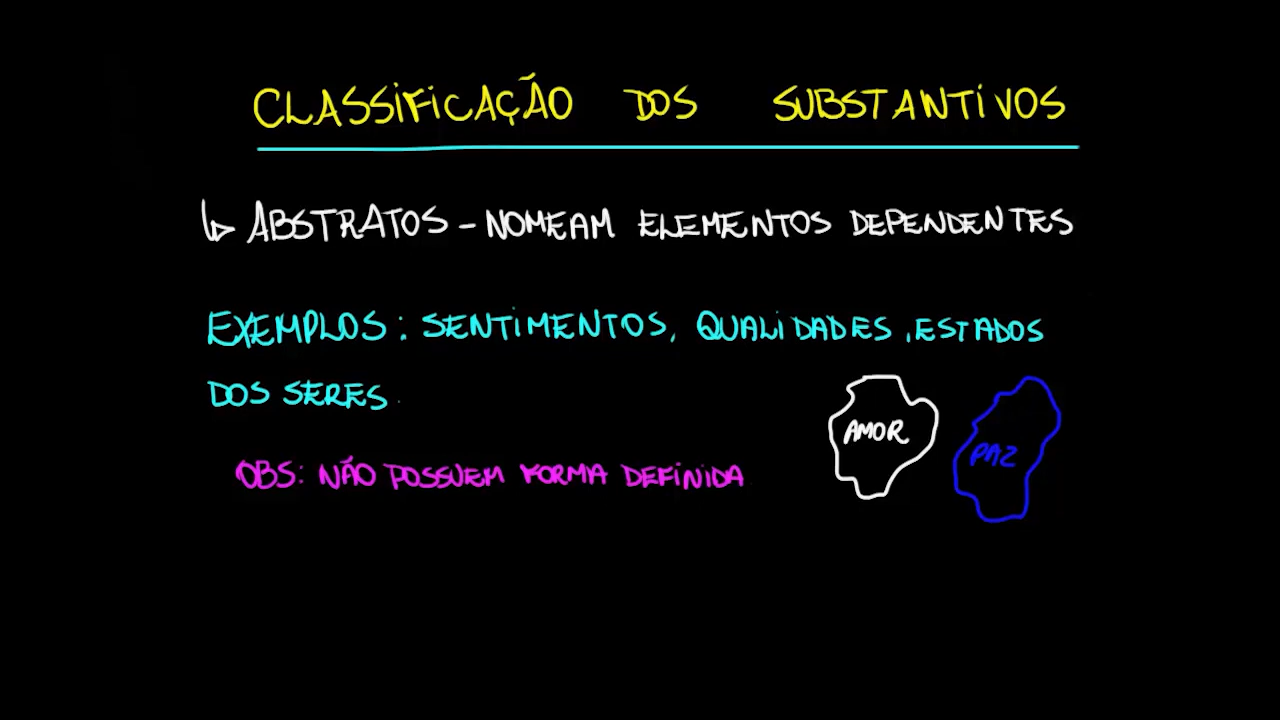 CLASSIFICAÇÃO DOS SUBSTANTIVOS
↳ ABSTRATOS - NOMEAM ELEMENTOS DEPENDENTES
EXEMPLOS: SENTIMENTOS, QUALIDADES, ESTADOS
DOS SERES.
AMOR
PAZ
OBS: NÃO POSSUEM FORMA DEFINIDA